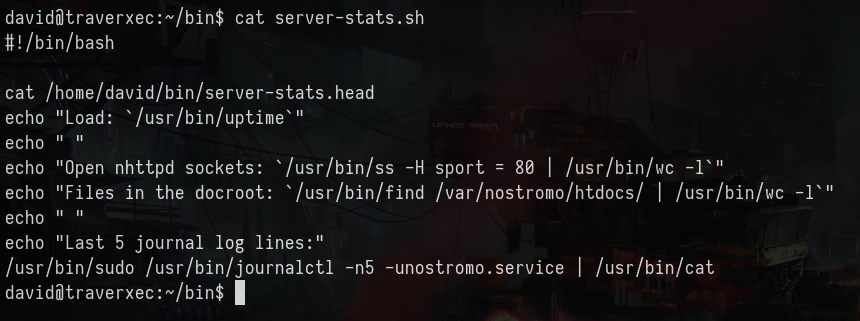 david@traverxec:~/bin$ cat server-stats.sh
#!/bin/bash

cat /home/david/bin/server-stats.head
echo "Load: `/usr/bin/uptime`"
echo " "
echo "Open nhttpd sockets: `/usr/bin/ss -H sport = 80 | /usr/bin/wc -l`"
echo "Files in the docroot: `/usr/bin/find /var/nostromo/htdocs/ | /usr/bin/wc -l`"
echo " "
echo "Last 5 journal log lines:"
/usr/bin/sudo /usr/bin/journalctl -n5 -unostromo.service | /usr/bin/cat
david@traverxec:~/bin$